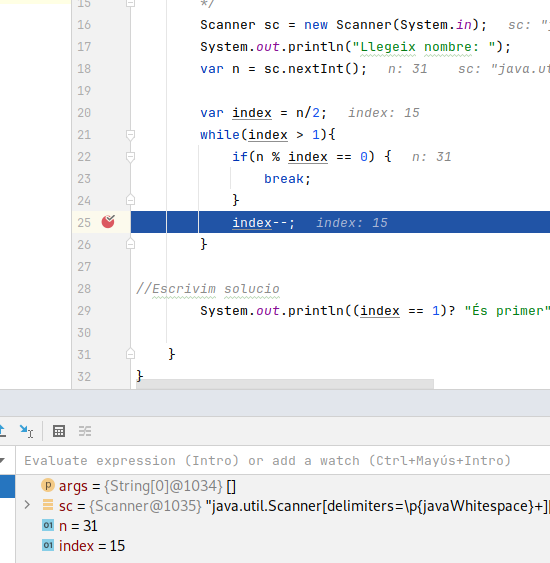 15 */
16 Scanner sc = new Scanner(System.in); sc: "j
17 System.out.println("Llegeix nombre: ");
18 var n = sc.nextInt(); n: 31 sc: "java.ut
19
20 var index = n/2; index: 15
21 while(index > 1){
22 if(n % index == 0) { n: 31
23 break;
24 }
25 index--; index: 15
26 }
27
28 //Escrivim solucio
29 System.out.println((index == 1)? "És primer"
30
31 }
32 }
Evaluate expression (Intro) or add a watch (Ctrl+Mayús+Intro)
p args = {String[0]@1034} []
sc = {Scanner@1035} "java.util.Scanner[delimiters=\p{javaWhitespace}+][
01 n = 31
01 index = 15